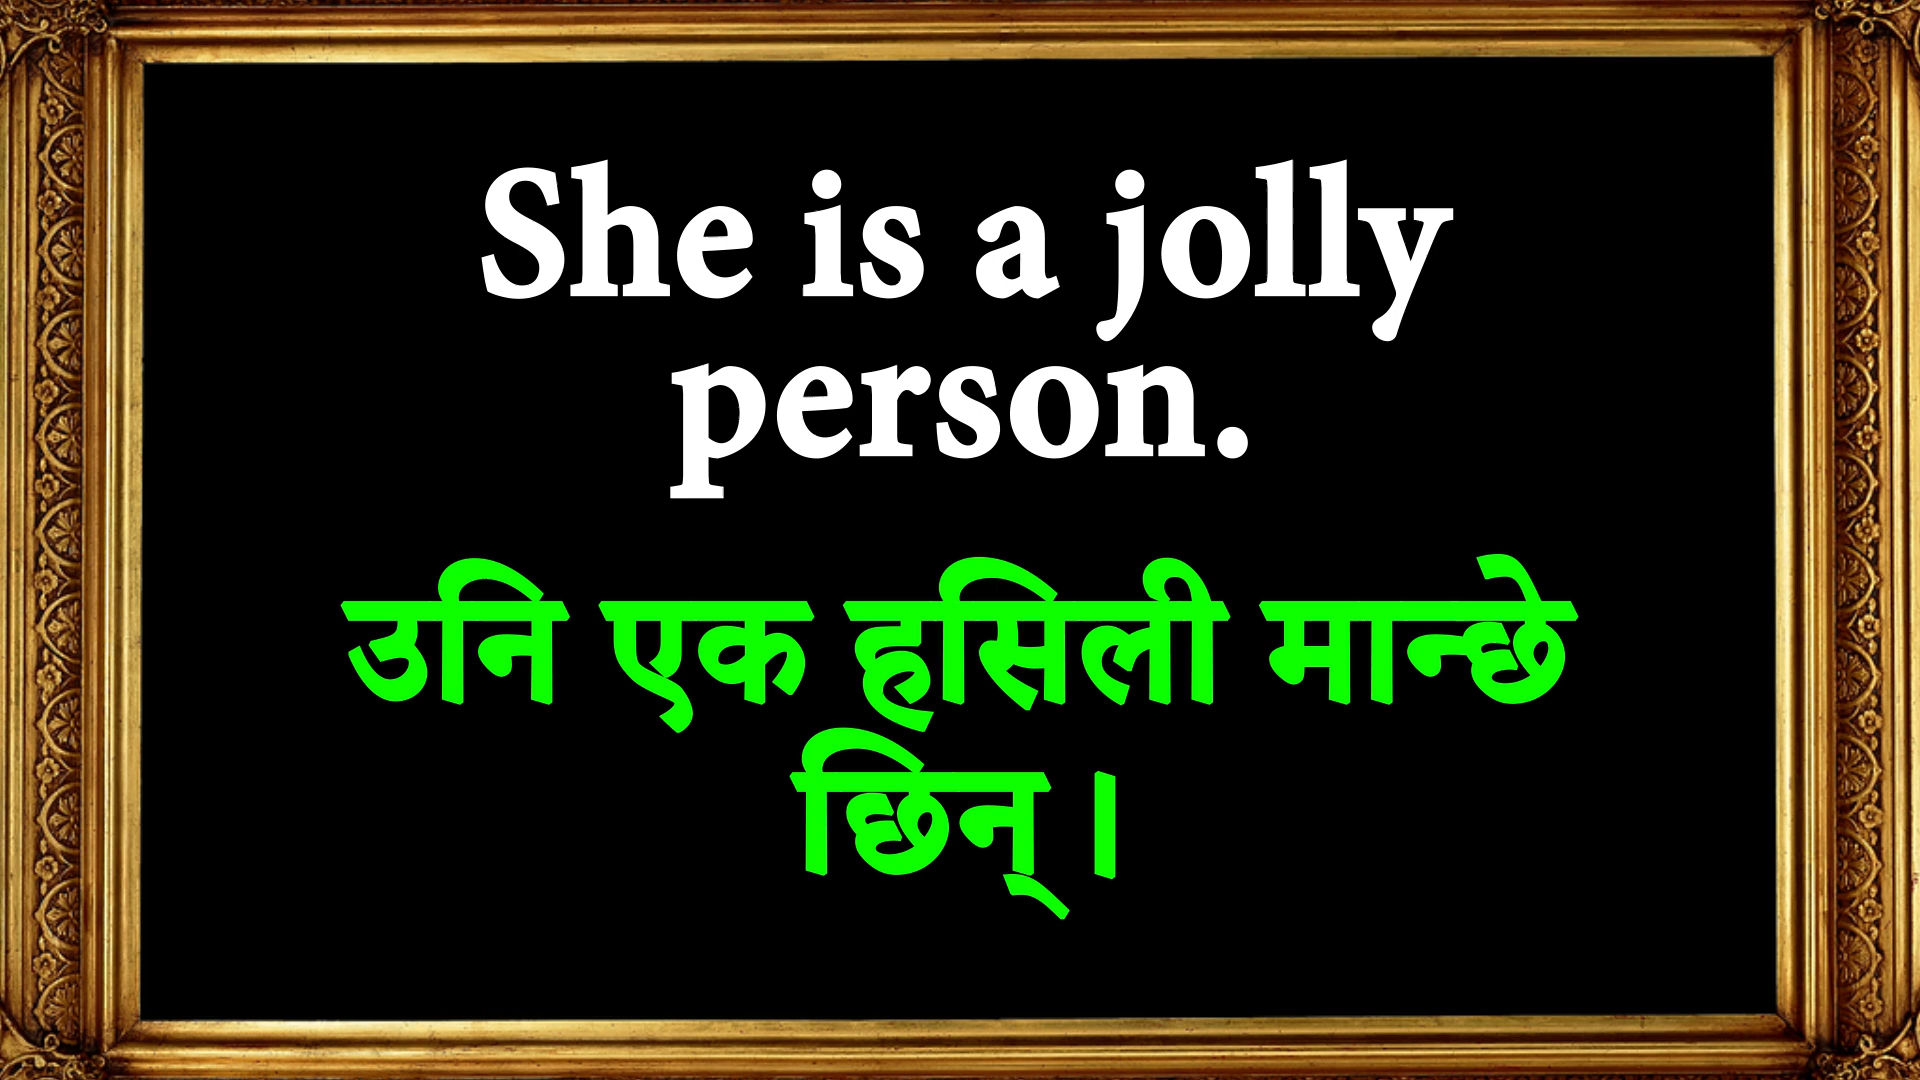 She is a jolly
person.
उनि एक हसिली मान्छे
छिन् ।